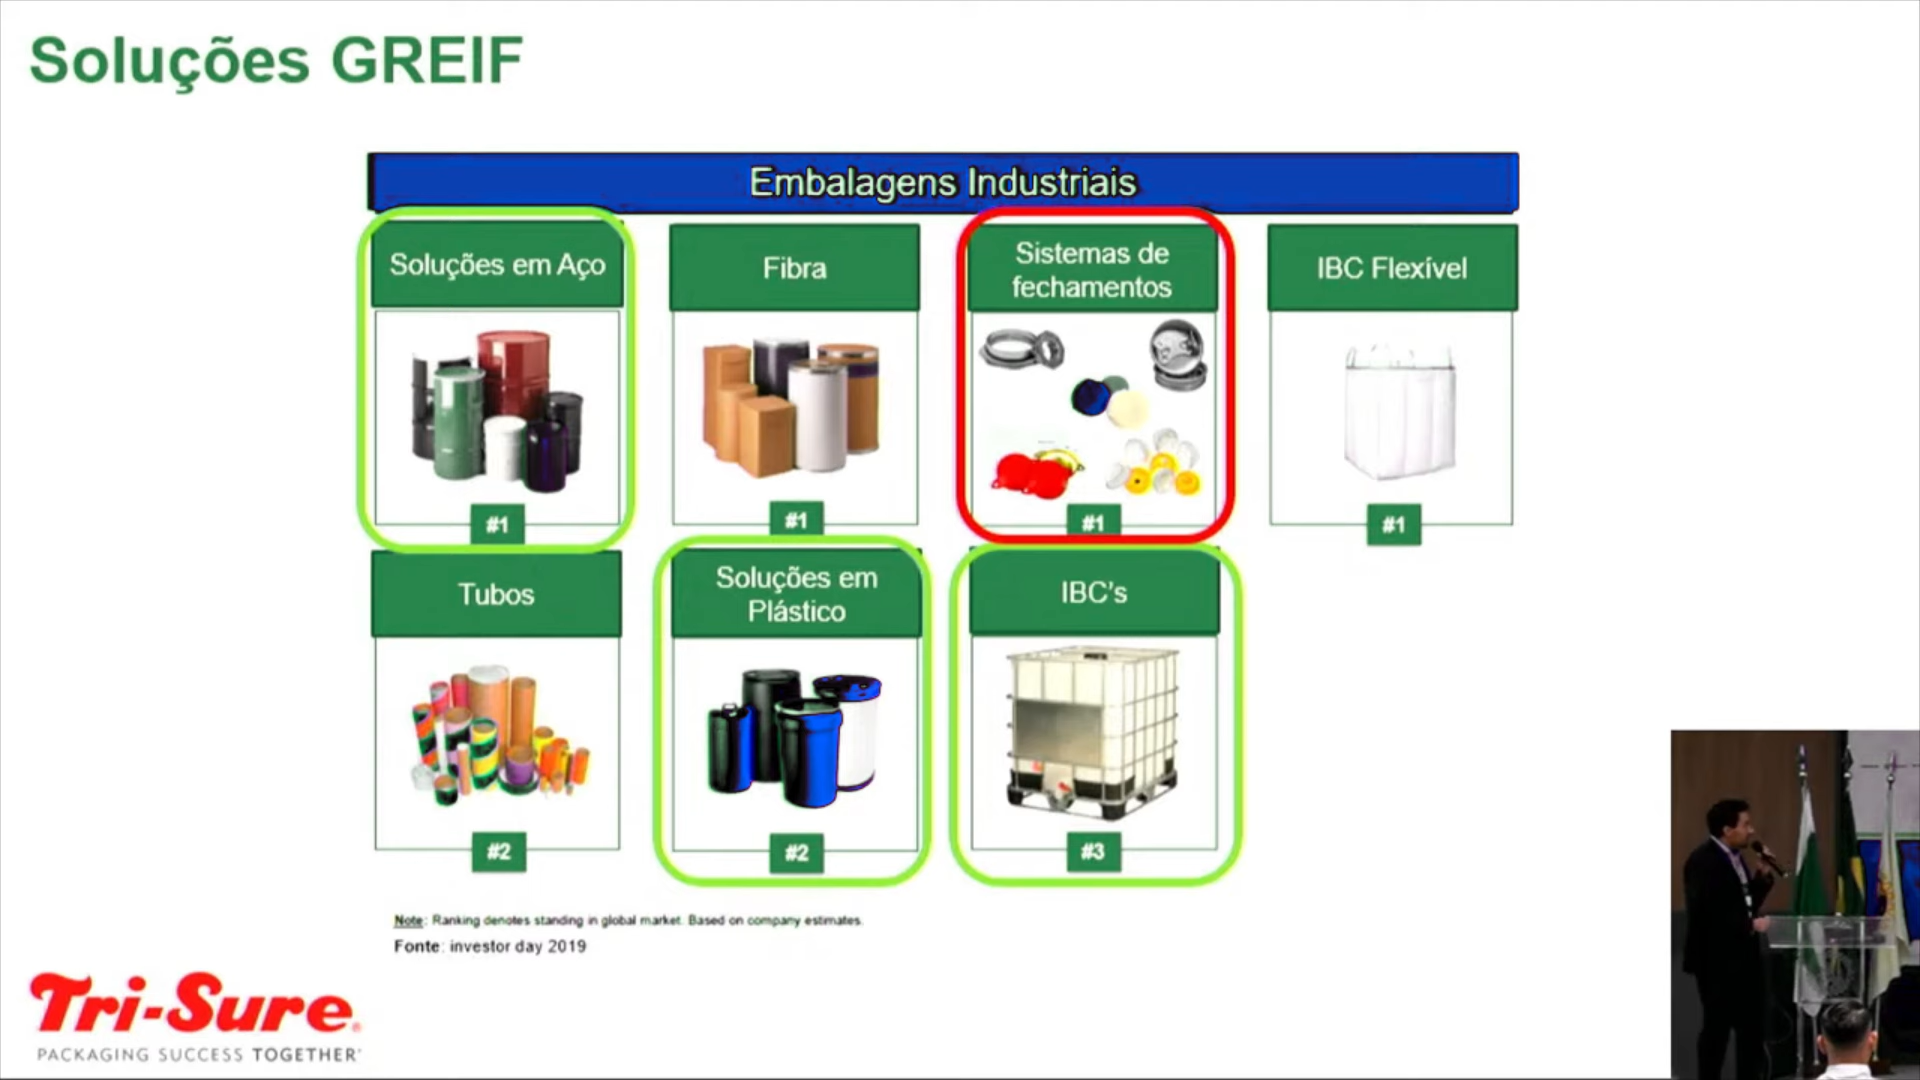 Soluções GREIF
Embalagens Industriais
Soluções em Aço
#1
Fibra
#1
Sistemas de
fechamentos
#1
IBC Flexível
#1
Tubos
#2
Soluções em
Plástico
#2
IBC's
#3
Note: Ranking denotes standing in global market. Based on company estimates.
Fonte: investor day 2019
Tri-Sure®
PACKAGING SUCCESS TOGETHER™